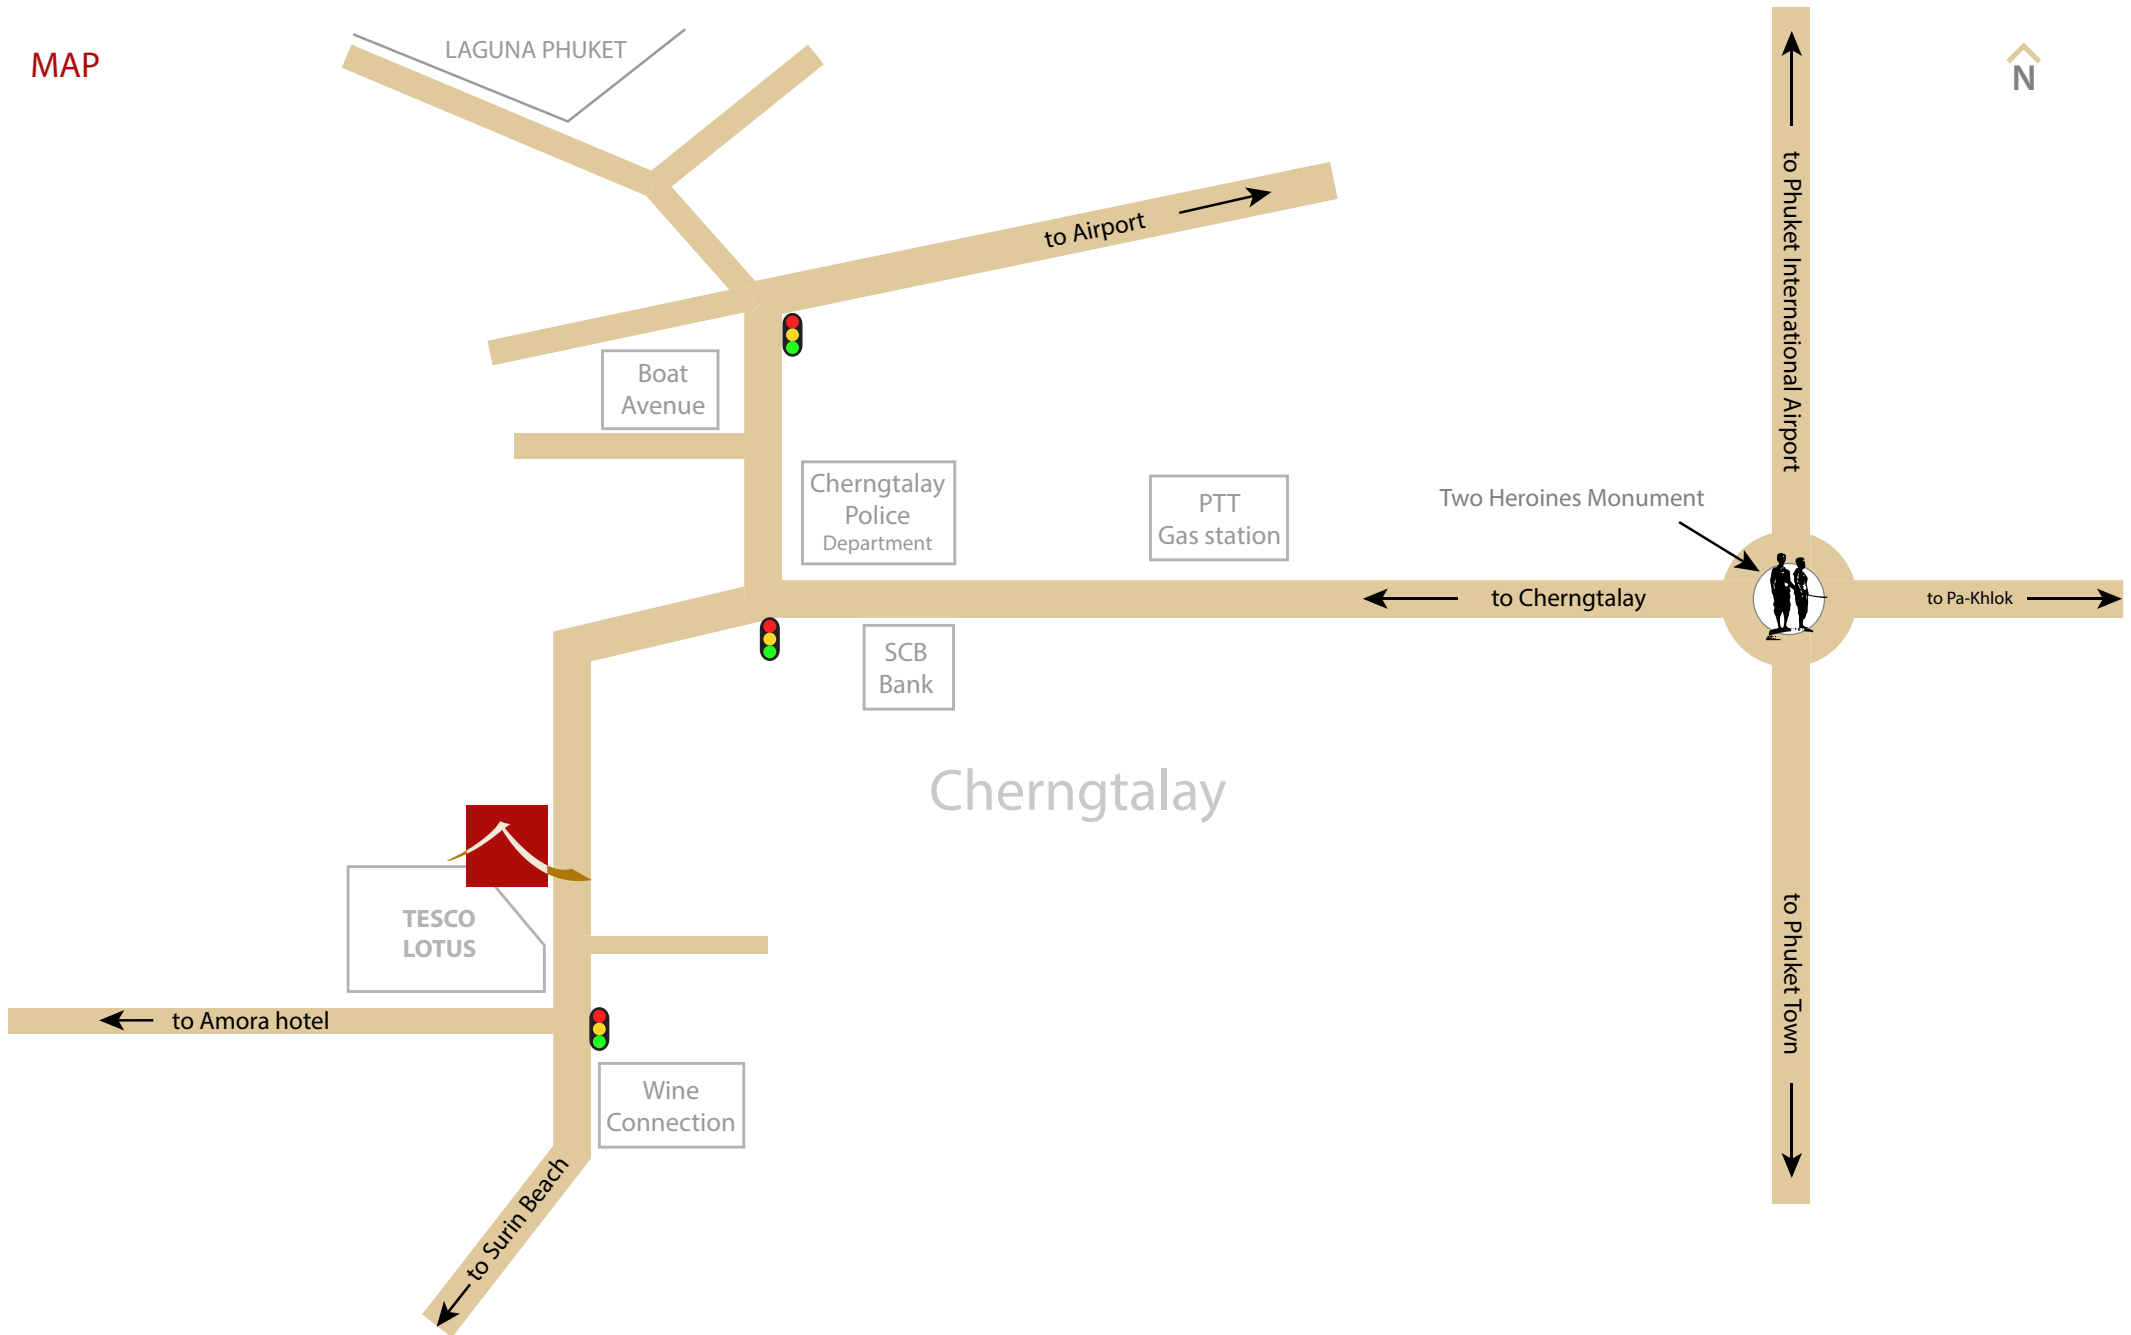 MAP
LAGUNA PHUKET
N
to Airport
to Phuket International Airport
Boat
Avenue
Cherngtalay
Police
Department
PTT
Gas station
Two Heroines Monument
to Cherngtalay
to Pa-Khlok
SCB
Bank
Cherngtalay
TESCO
LOTUS
to Phuket Town
to Amora hotel
Wine
Connection
to Surin Beach